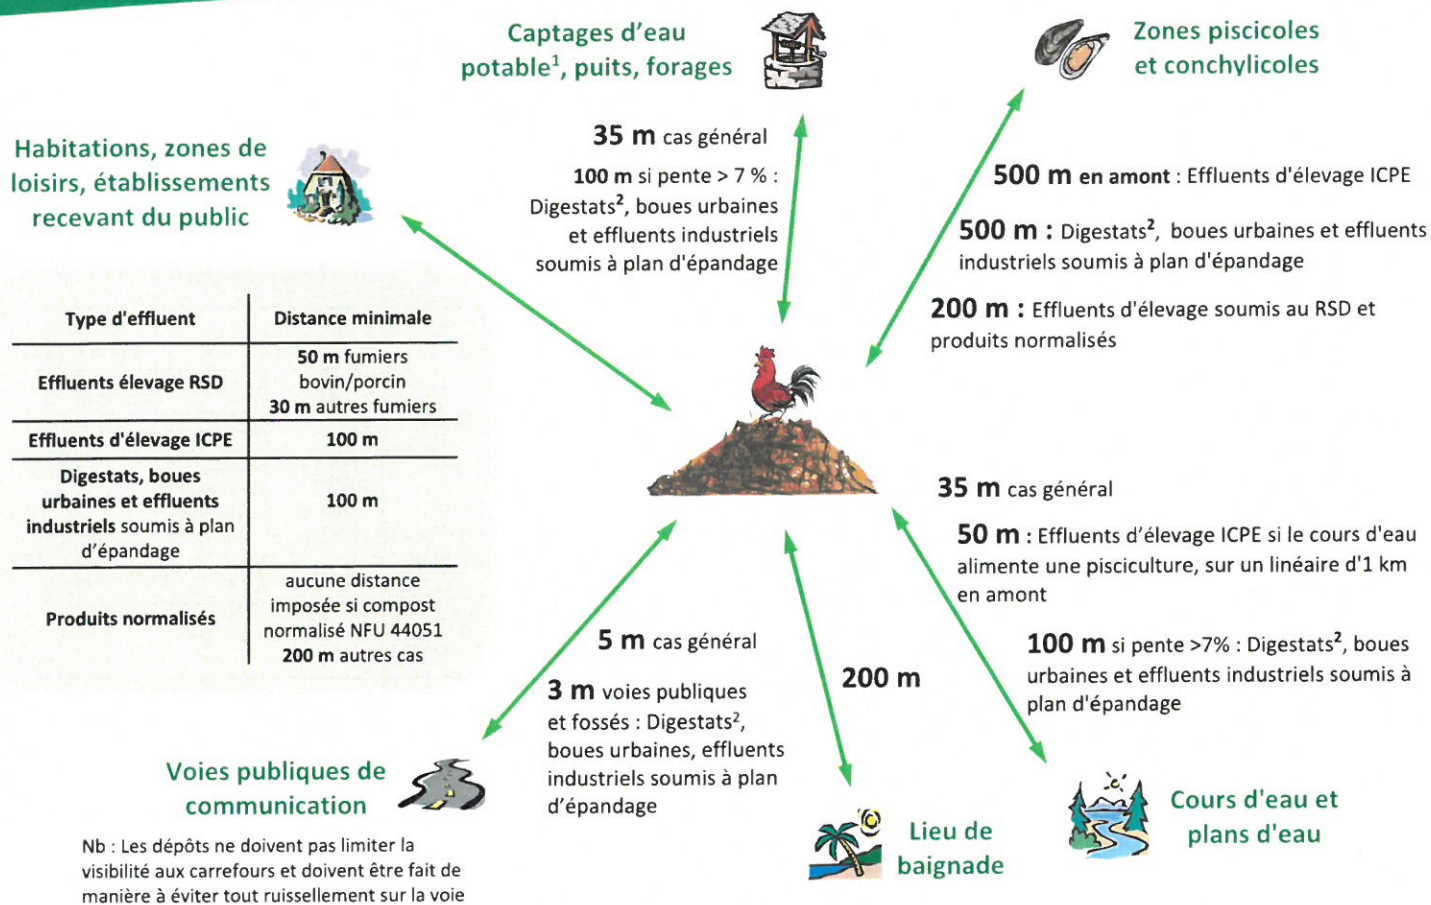 Captages d'eau
potable¹, puits, forages
35 m cas général
100 m si pente > 7 % :
Digestats², boues urbaines
et effluents industriels
soumis à plan d'épandage
Zones piscicoles
et conchylicoles
500 m en amont : Effluents d'élevage ICPE
500 m : Digestats², boues urbaines et effluents
industriels soumis à plan d'épandage
200 m : Effluents d'élevage soumis au RSD et
produits normalisés
Habitations, zones de
loisirs, établissements
recevant du public
Type d'effluent
Distance minimale
Effluents élevage RSD
50 m fumiers
bovin/porcin
30 m autres fumiers
Effluents d'élevage ICPE
100 m
Digestats, boues
urbaines et effluents
industriels soumis à plan
d'épandage
100 m
Produits normalisés
aucune distance
imposée si compost
normalisé NFU 44051
200 m autres cas
35 m cas général
50 m : Effluents d'élevage ICPE si le cours d'eau
alimente une pisciculture, sur un linéaire d'1 km
en amont
100 m si pente >7% : Digestats², boues
urbaines et effluents industriels soumis à
plan d'épandage
Cours d'eau et
plans d'eau
5 m cas général
3 m voies publiques
et fossés : Digestats²,
boues urbaines, effluents
industriels soumis à plan
d'épandage
200 m
Lieu de
baignade
Voies publiques de
communication
Nb : Les dépôts ne doivent pas limiter la
visibilité aux carrefours et doivent être fait de
manière à éviter tout ruissellement sur la voie